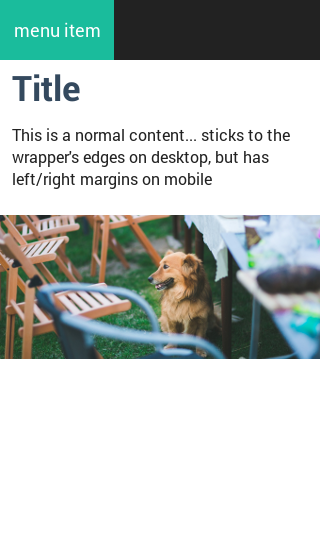 menu item
Title
This is a normal content... sticks to the
wrapper's edges on desktop, but has
left/right margins on mobile